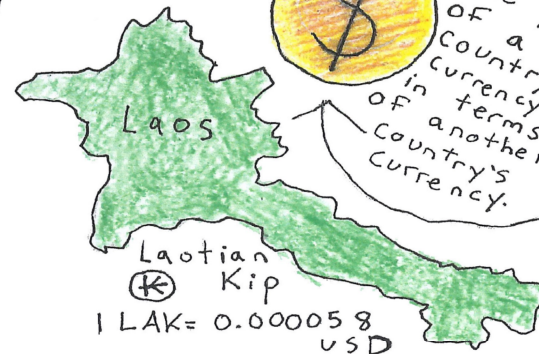 $
OF a
Country
Currency
in terms
OF another
Country's
Currency.
Laos
Laotian
₭ Kip
1 LAK= 0.000058
USD